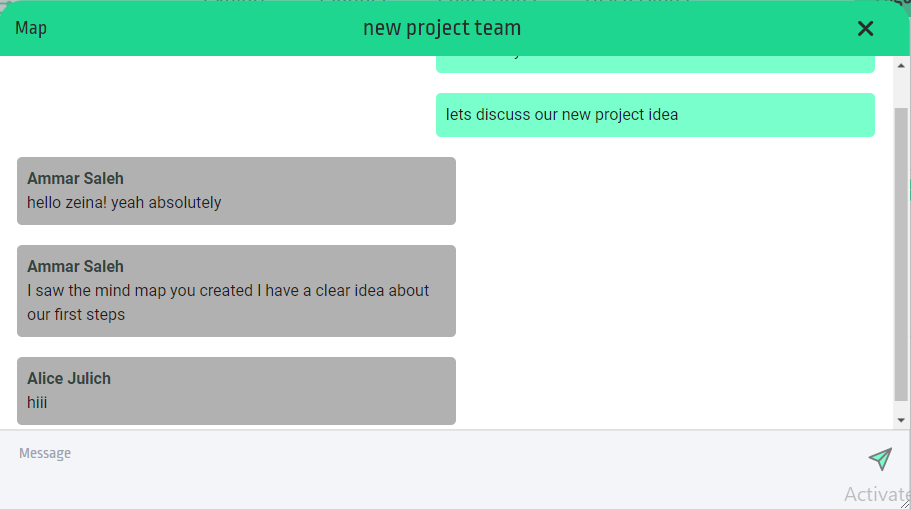 Map
new project team
lets discuss our new project idea
Ammar Saleh
hello zeina! yeah absolutely
Ammar Saleh
I saw the mind map you created I have a clear idea about
our first steps
Alice Julich
hiii
Message
Activate